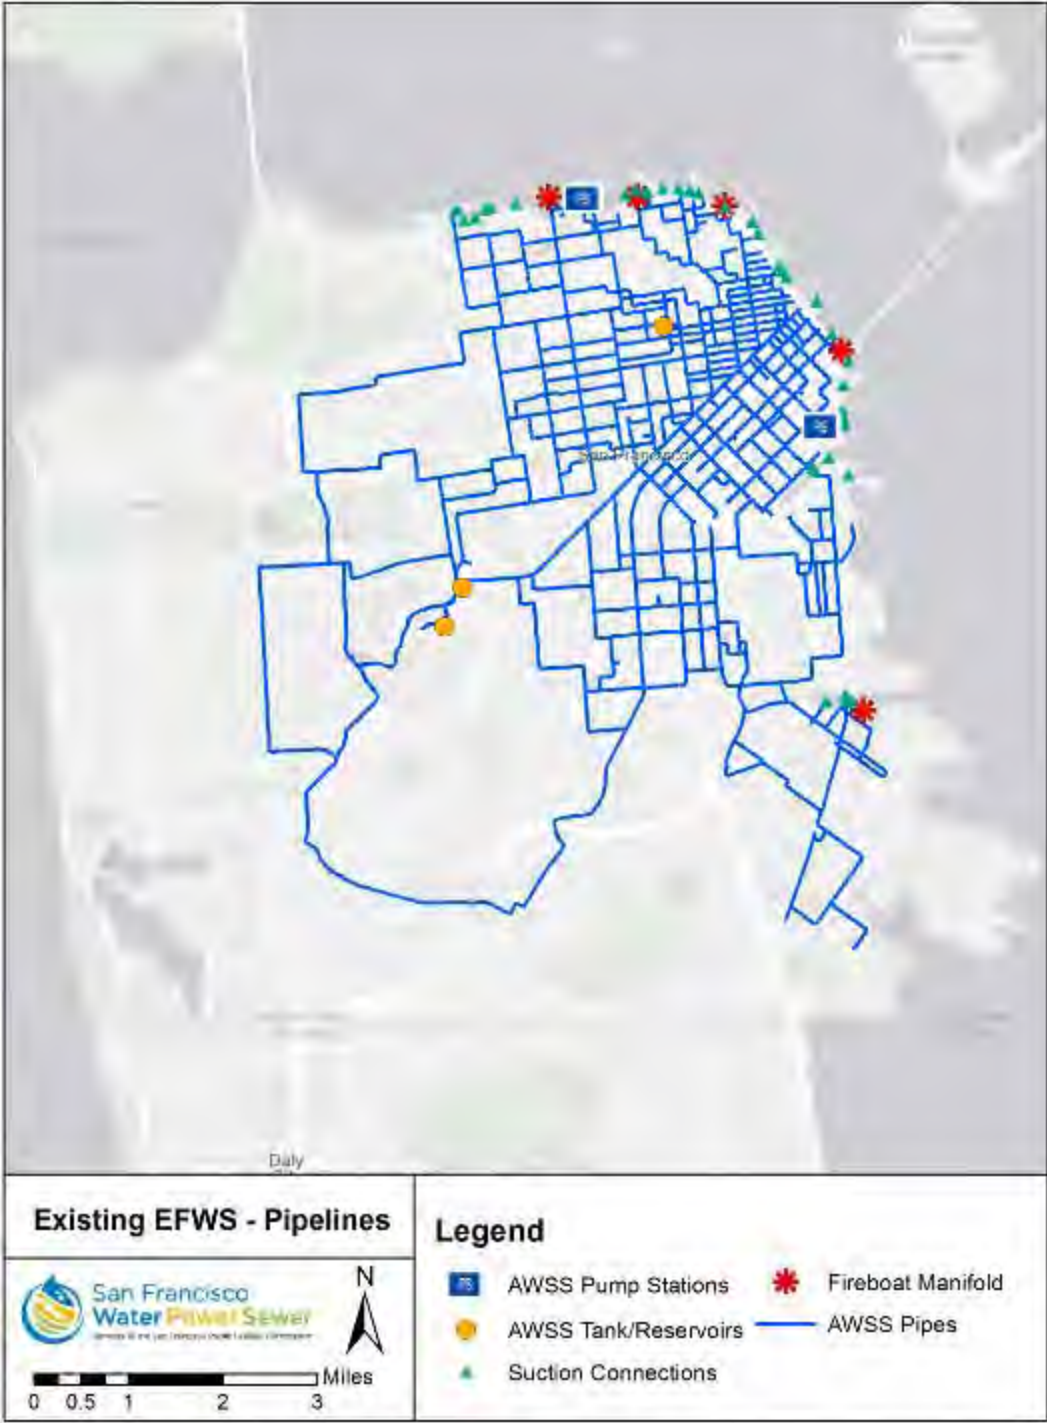 San Francisco
Daly
Existing EFWS - Pipelines
San Francisco
Water Power Sewer
N
Miles
0 0.5 1 2 3
Legend
PS AWSS Pump Stations
AWSS Tank/Reservoirs
Suction Connections
Fireboat Manifold
AWSS Pipes